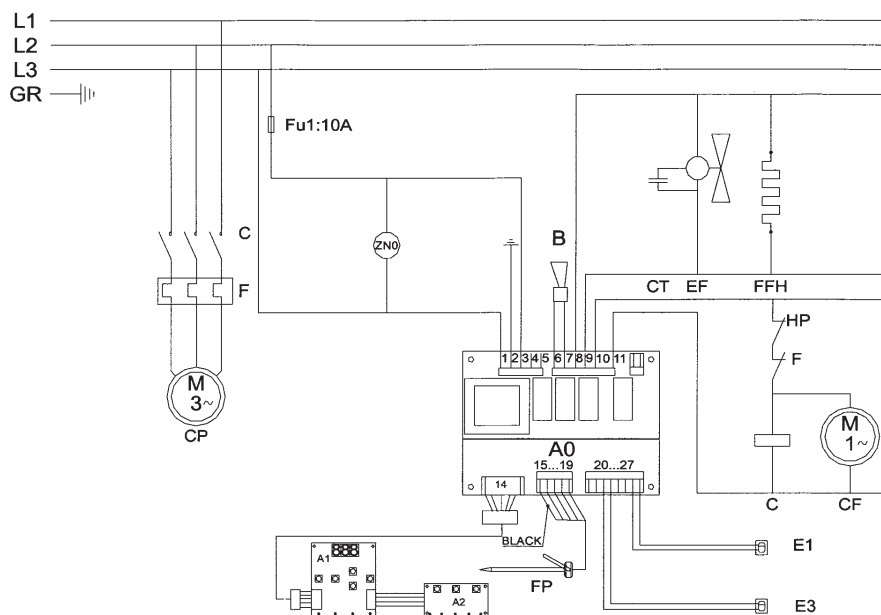 L1
L2
L3
GR
Fu1:10A
C
B
ZN0
F
CT EF FFH
HP
1 2 3 4 5 6 7 8 9 10 11
F
M
3~
CP
M
1~
A0
15...19 20...27
14
C CF
BLACK
E1
A1
FP
A2
E3